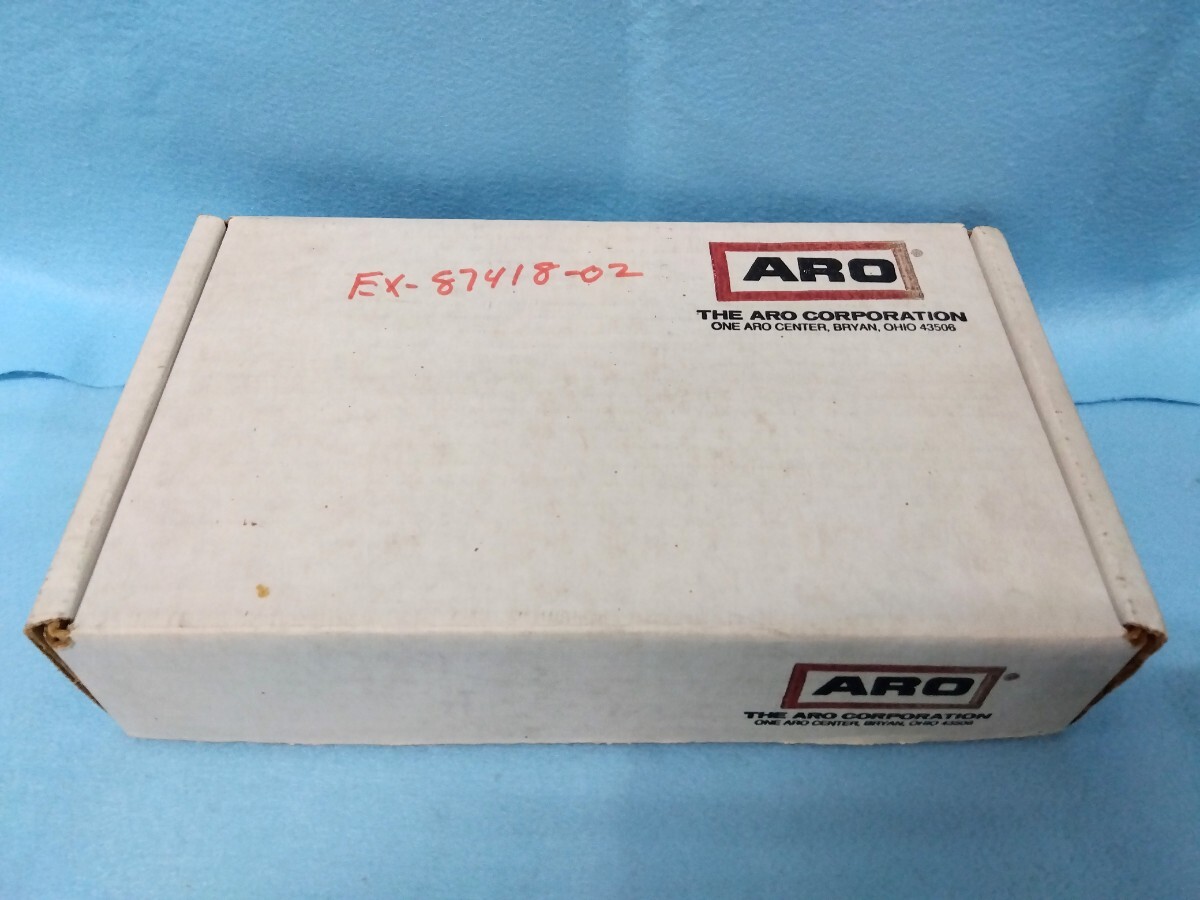 EX-87418-02
ARO®
THE ARO CORPORATION
ONE ARO CENTER, BRYAN, OHIO 43506
ARO®
THE ARO CORPORATION
ONE ARO CENTER, BRYAN, OHIO 43506